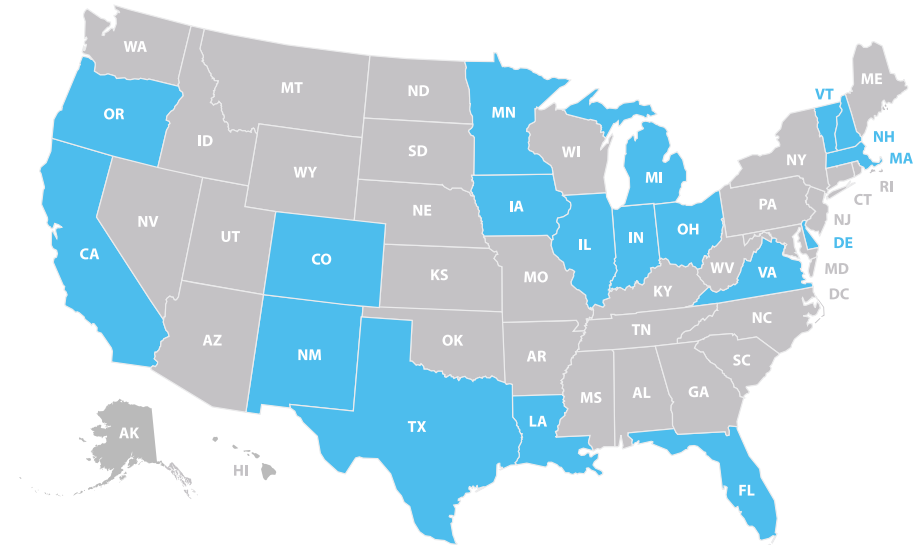 WA
MT
ND
MN
ME
VT
OR
ID
SD
WI
NH
NY
MA
WY
MI
RI
CT
NE
IA
PA
NJ
NV
UT
CO
IL
IN
OH
DE
CA
KS
MO
WV
VA
MD
KY
DC
AZ
NM
OK
AR
TN
NC
SC
MS
AL
GA
TX
LA
AK
HI
FL